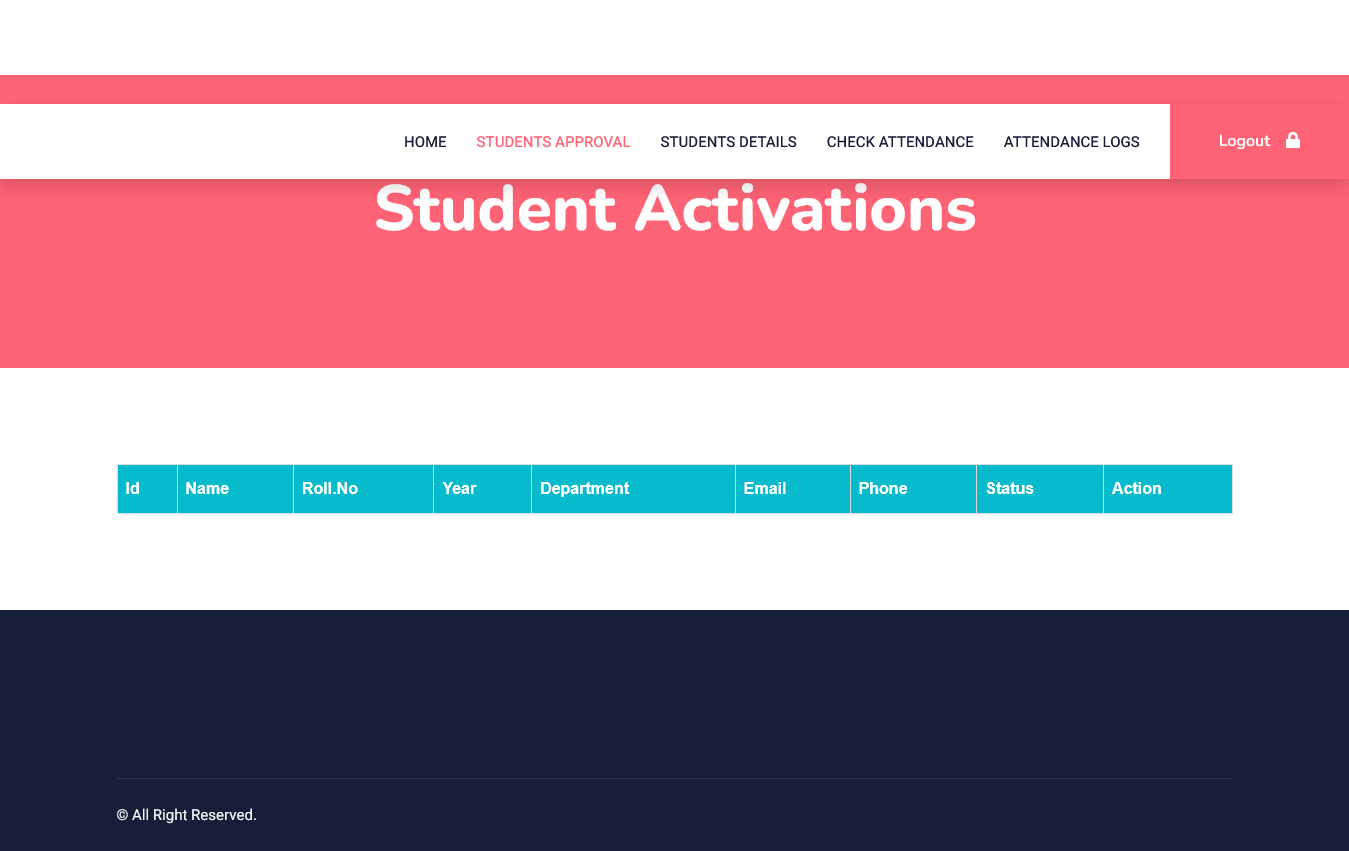 HOME STUDENTS APPROVAL STUDENTS DETAILS CHECK ATTENDANCE ATTENDANCE LOGS Logout
Student Activations
Id Name Roll.No Year Department Email Phone Status Action
© All Right Reserved.